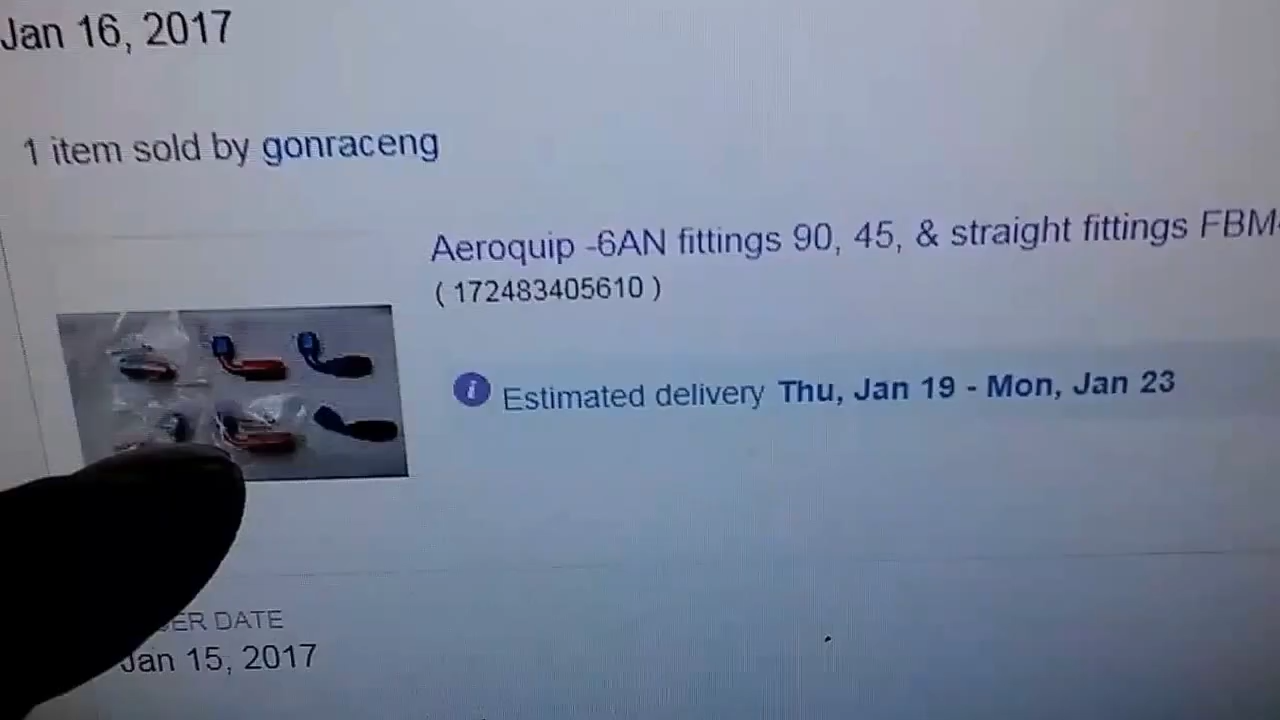 Jan 16, 2017
1 item sold by gonraceng
Aeroquip -6AN fittings 90, 45, & straight fittings FBM
( 172483405610 )
i Estimated delivery Thu, Jan 19 - Mon, Jan 23
DATE
Jan 15, 2017